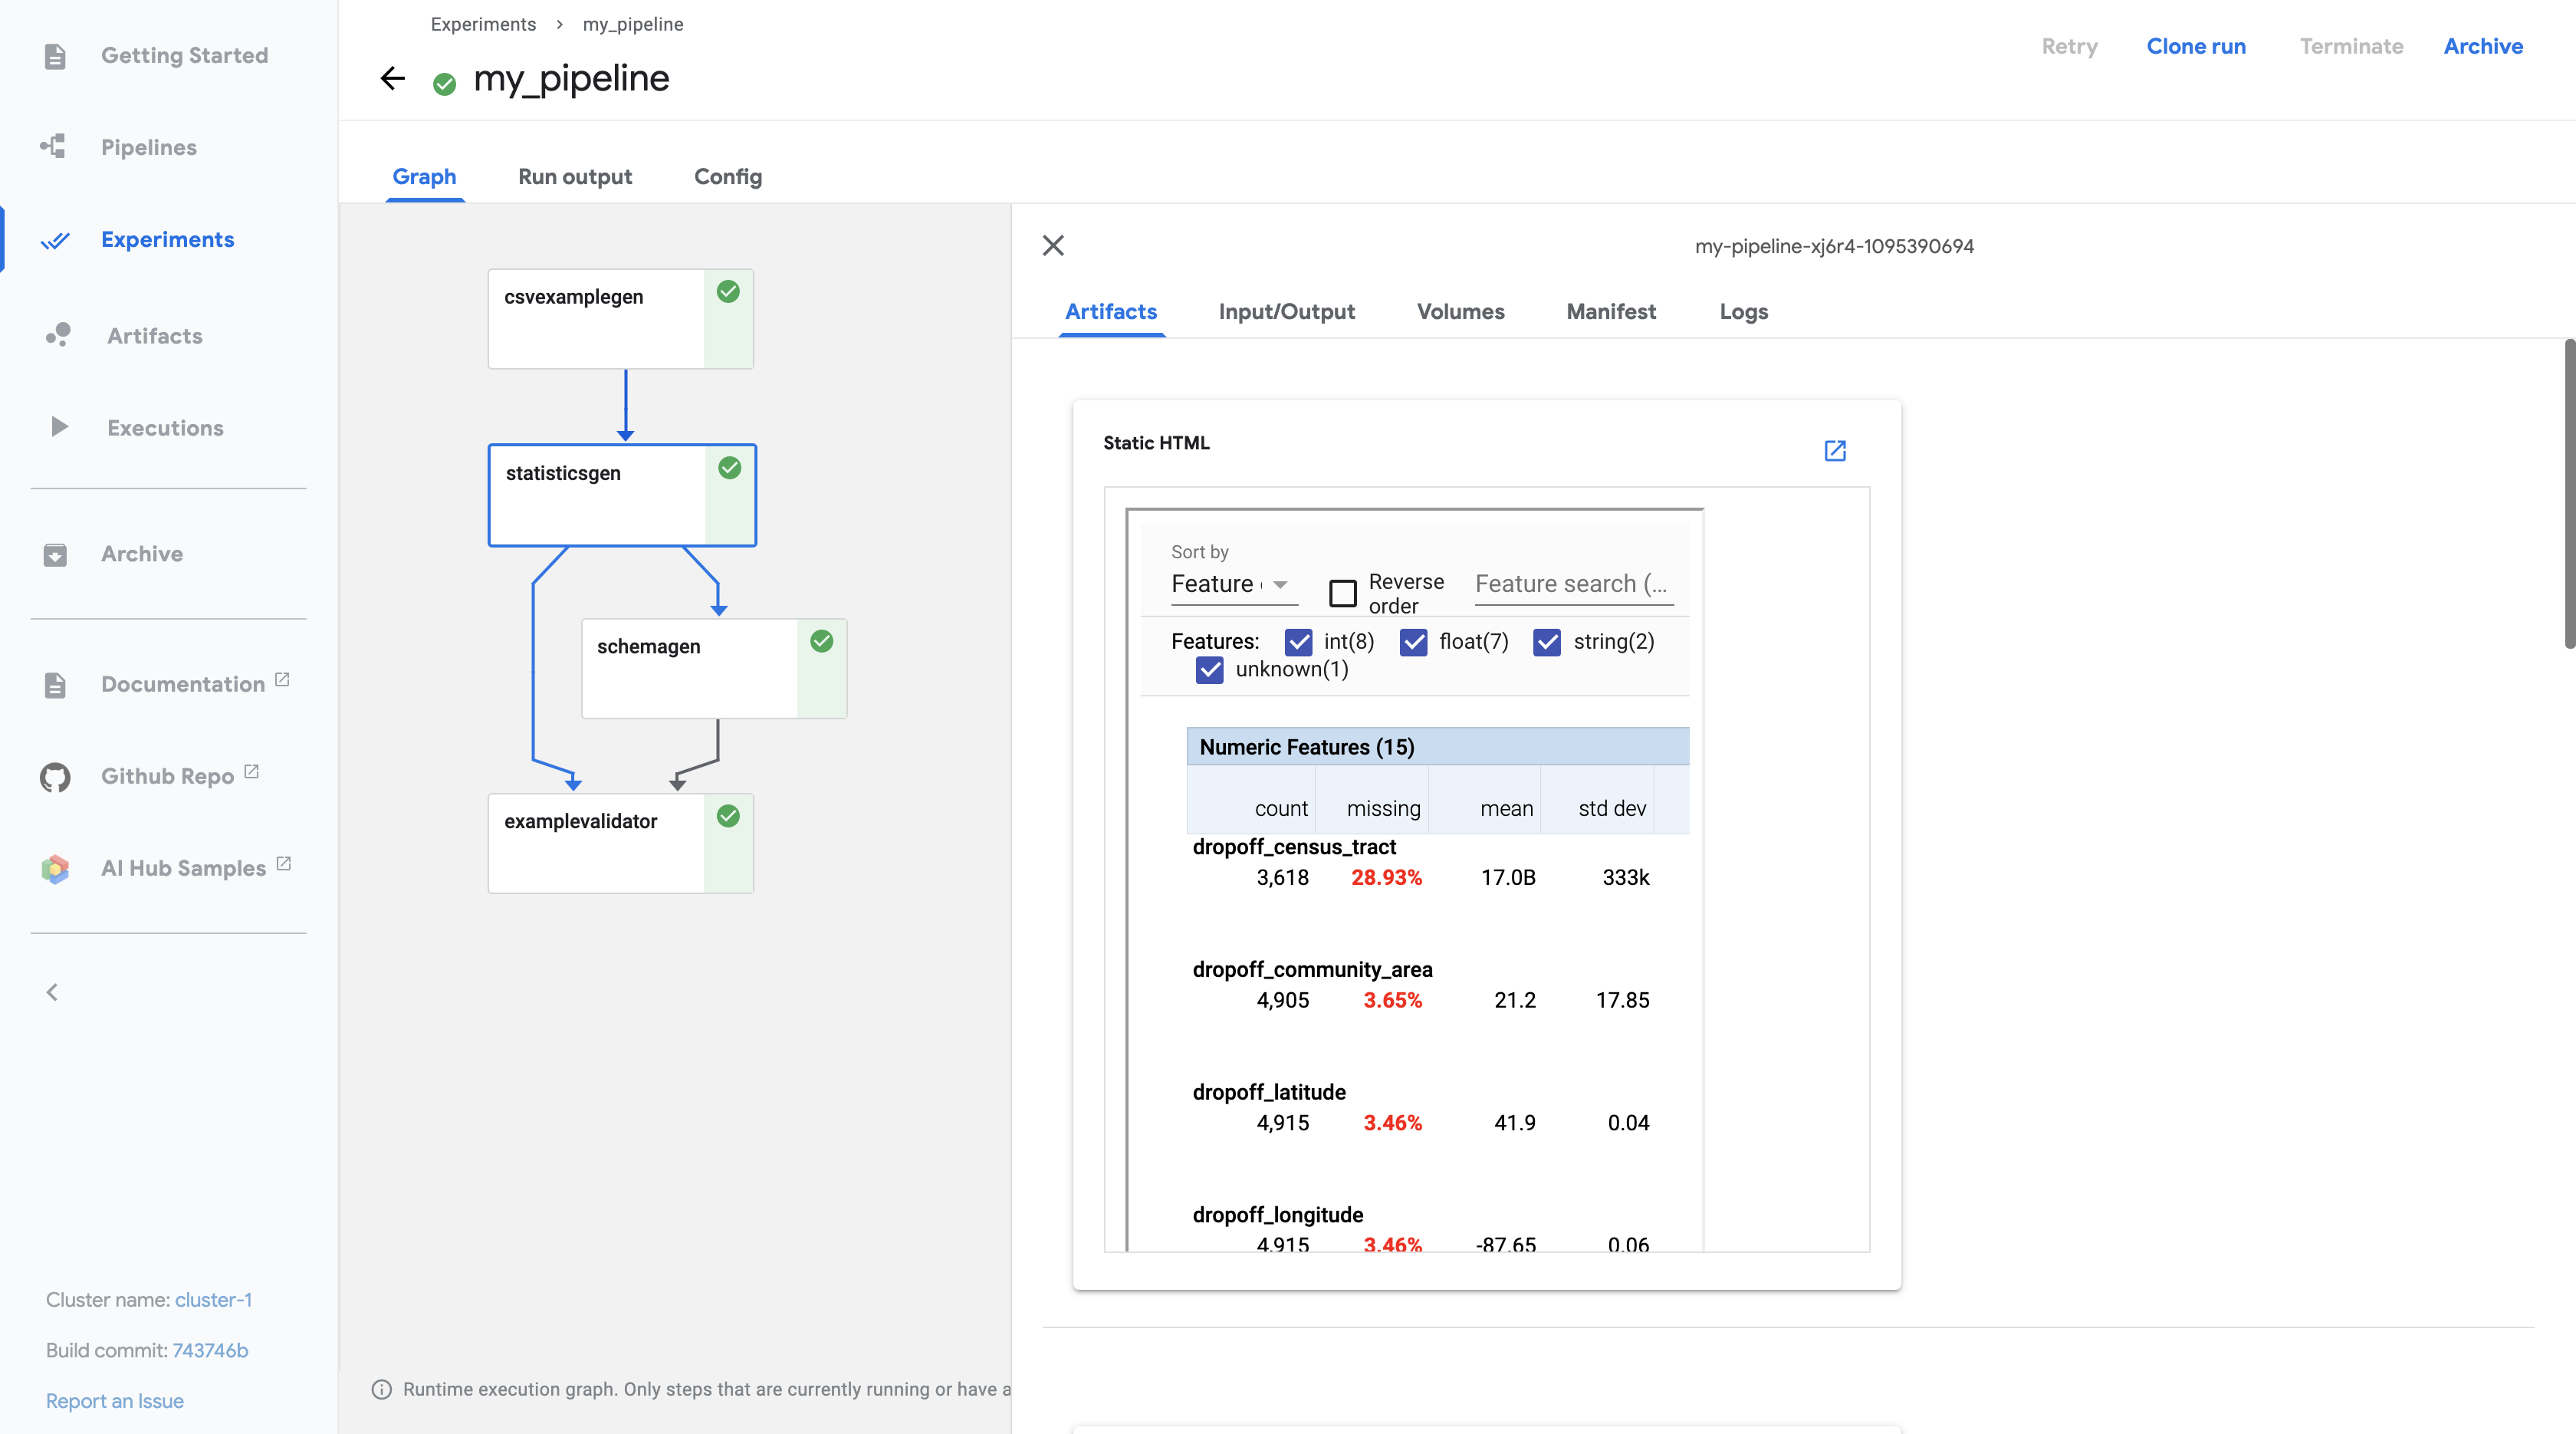 Getting Started
Pipelines
Experiments
Artifacts
Executions
Archive
Documentation
Github Repo
AI Hub Samples
Cluster name: cluster-1
Build commit: 743746b
Report an Issue
Experiments > my_pipeline
my_pipeline
Retry Clone run Terminate Archive
Graph Run output Config
csvexamplegen
statisticsgen
schemagen
examplevalidator
Runtime execution graph. Only steps that are currently running or have a
my-pipeline-xj6r4-1095390694
Artifacts Input/Output Volumes Manifest Logs
Static HTML
Sort by
Feature
Reverse
order
Feature search (...
Features: int(8) float(7) string(2)
unknown(1)
Numeric Features (15)
count missing mean std dev
dropoff_census_tract
3,618 28.93% 17.0B 333k
dropoff_community_area
4,905 3.65% 21.2 17.85
dropoff_latitude
4,915 3.46% 41.9 0.04
dropoff_longitude
4,915 3.46% -87.65 0.06